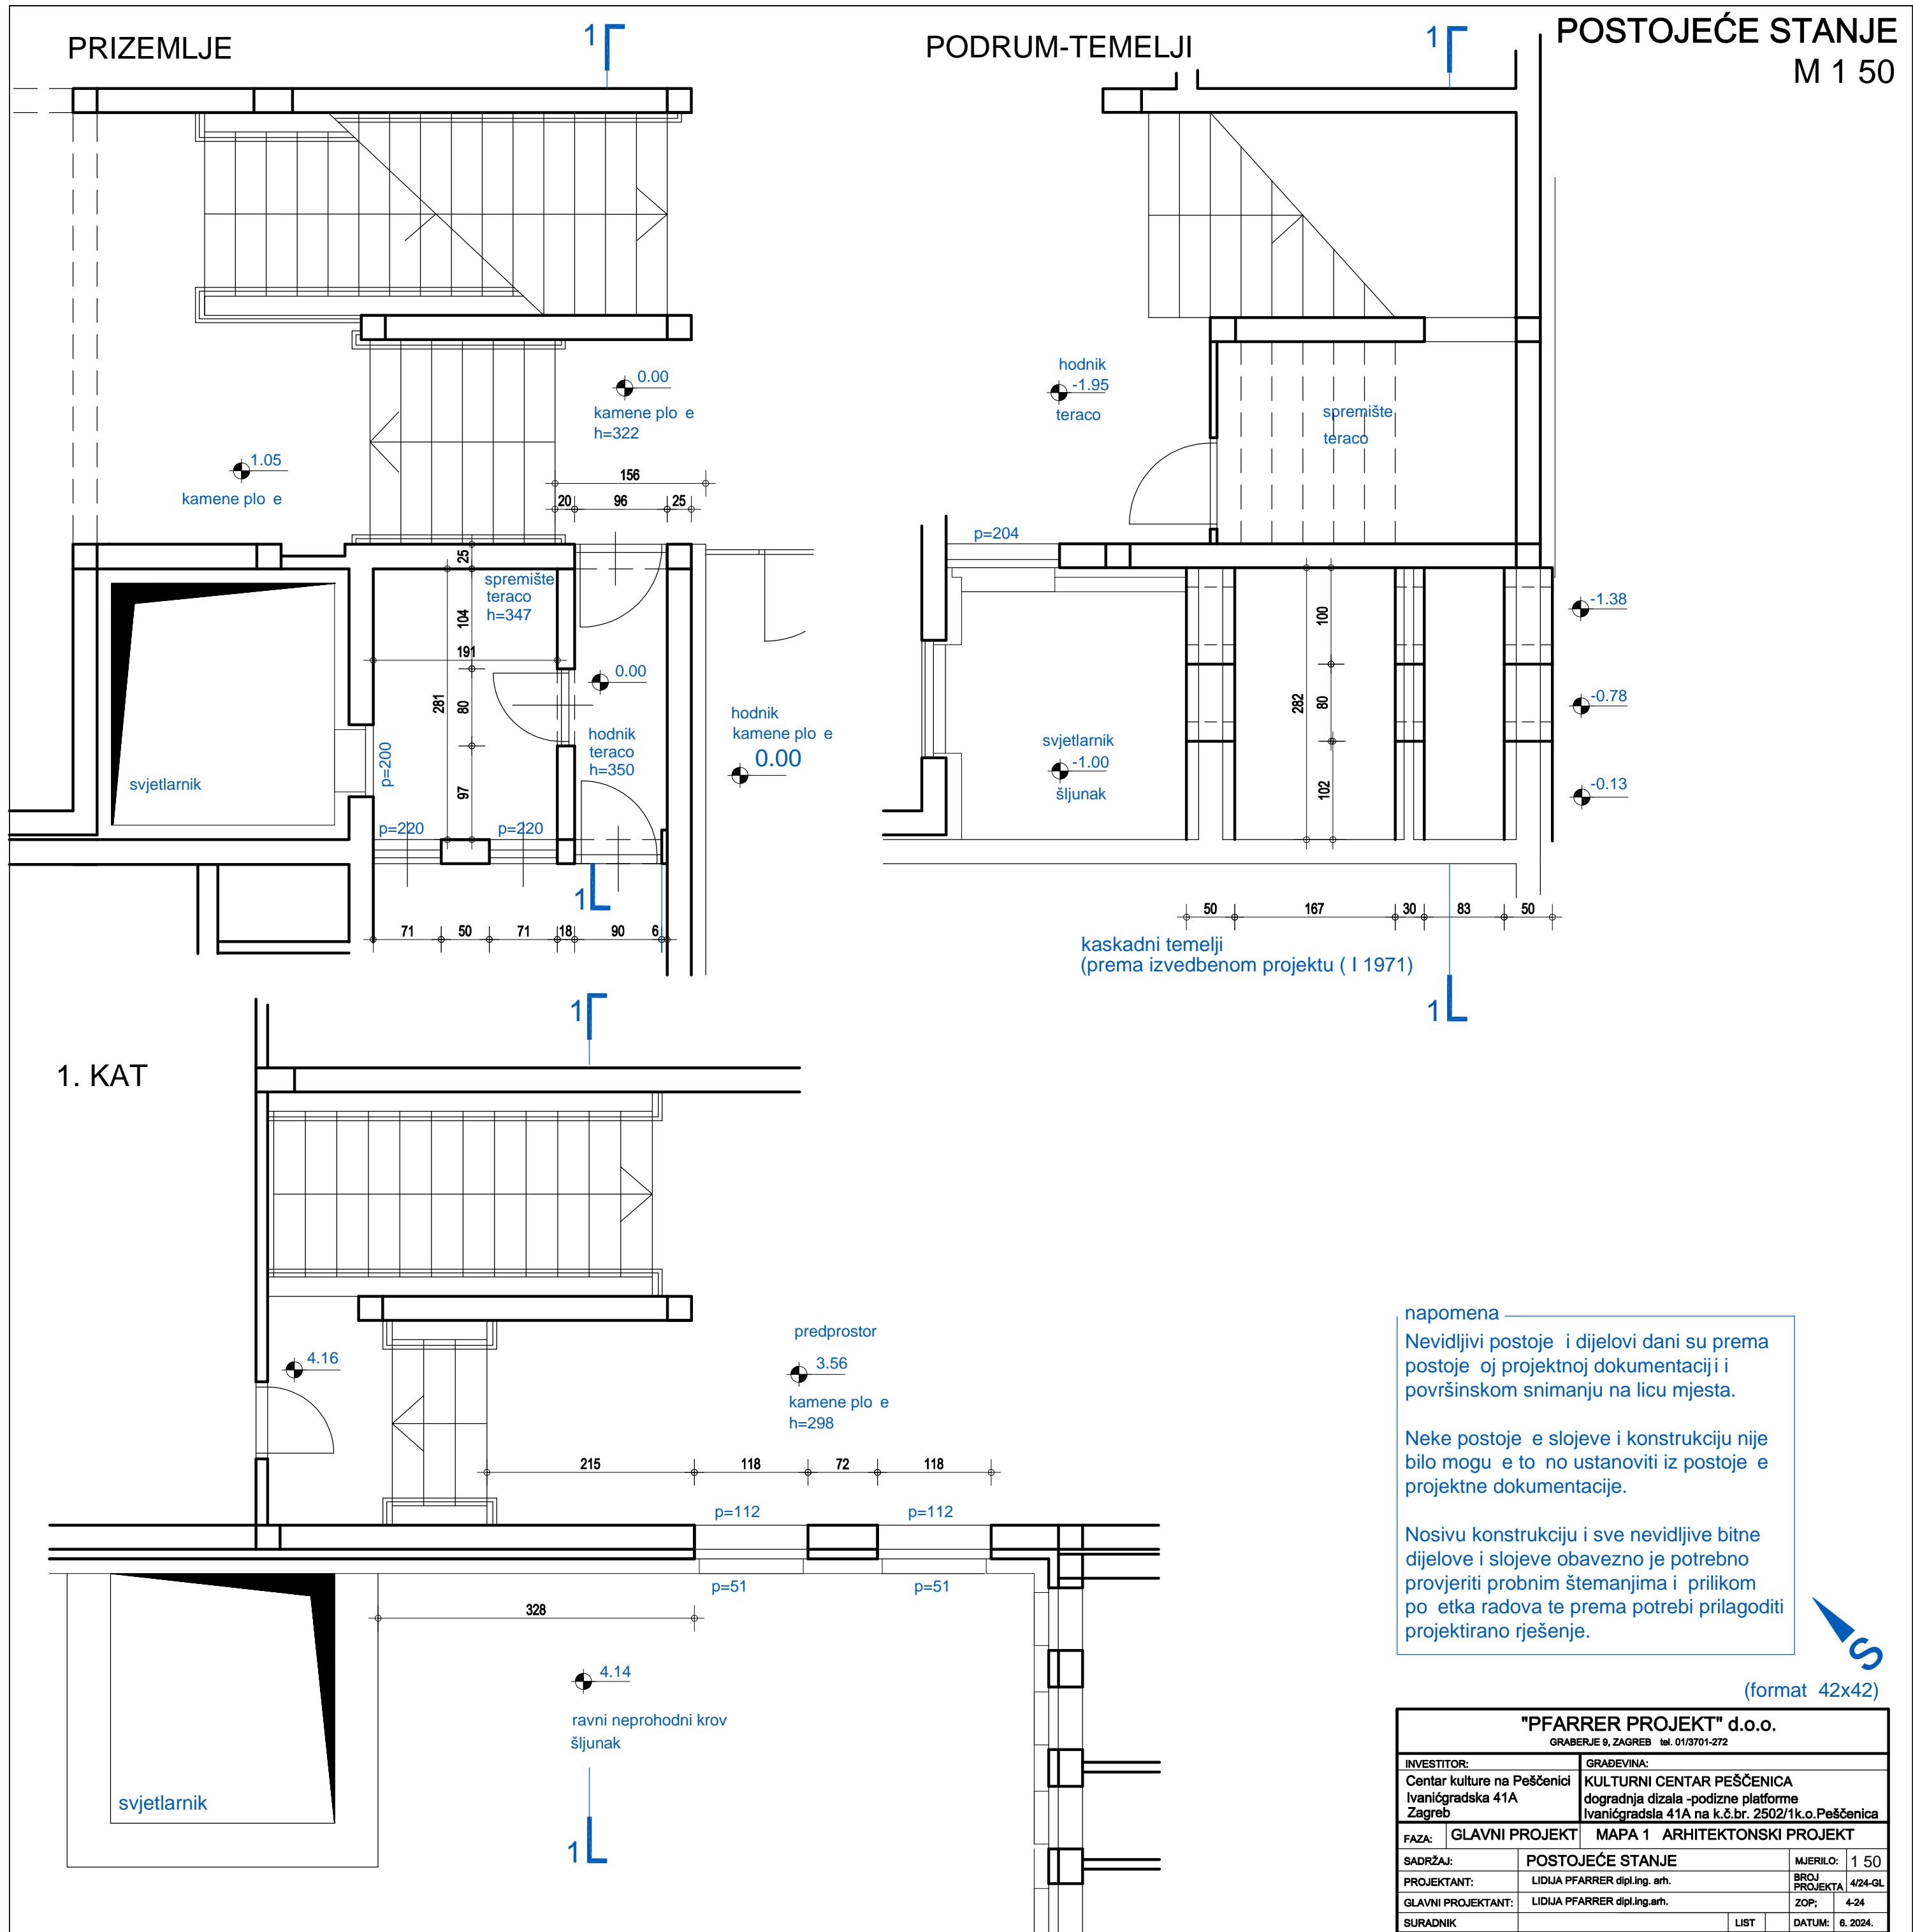 POSTOJEĆE STANJE
M 1 50
PRIZEMLJE
1
0.00
kamene plo e
h=322
1.05
kamene plo e
156
20 96 25
25
spremište
teraco
h=347
104
191
281
80
97
0.00
hodnik
teraco
h=350
hodnik
kamene plo e
0.00
svjetlarnik
p=200
p=220
p=220
1
71 50 71 18 90 6
PODRUM-TEMELJI
1
hodnik
-1.95
teraco
spremište
teraco
p=204
100
282
80
102
-1.38
-0.78
-0.13
svjetlarnik
-1.00
šljunak
50 167 30 83 50
kaskadni temelji
(prema izvedbenom projektu ( I 1971)
1
1. KAT
1
4.16
predprostor
3.56
kamene plo e
h=298
215 118 72 118
p=112
p=112
p=51
p=51
328
4.14
ravni neprohodni krov
šljunak
svjetlarnik
1
napomena
Nevidljivi postoje i dijelovi dani su prema
postoje oj projektnoj dokumentaciji i
površinskom snimanju na licu mjesta.
Neke postoje e slojeve i konstrukciju nije
bilo mogu e to no ustanoviti iz postoje e
projektne dokumentacije.
Nosivu konstrukciju i sve nevidljive bitne
dijelove i slojeve obavezno je potrebno
provjeriti probnim štemanjima i prilikom
po etka radova te prema potrebi prilagoditi
projektirano rješenje.
S
(format 42x42)
"PFARRER PROJEKT" d.o.o.
GRABERJE 9, ZAGREB tel. 01/3701-272
INVESTITOR:
Centar kulture na Peščenici
Ivanićgradska 41A
Zagreb
GRAĐEVINA:
KULTURNI CENTAR PEŠČENICA
dogradnja dizala -podizne platforme
Ivanićgradsla 41A na k.č.br. 2502/1k.o.Peščenica
FAZA: GLAVNI PROJEKT MAPA 1 ARHITEKTONSKI PROJEKT
SADRŽAJ: POSTOJEĆE STANJE MJERILO: 1 50
PROJEKTANT: LIDIJA PFARRER dipl.ing. arh. BROJ PROJEKTA 4/24-GL
GLAVNI PROJEKTANT: LIDIJA PFARRER dipl.ing.arh. ZOP; 4-24
SURADNIK LIST DATUM: 6. 2024.